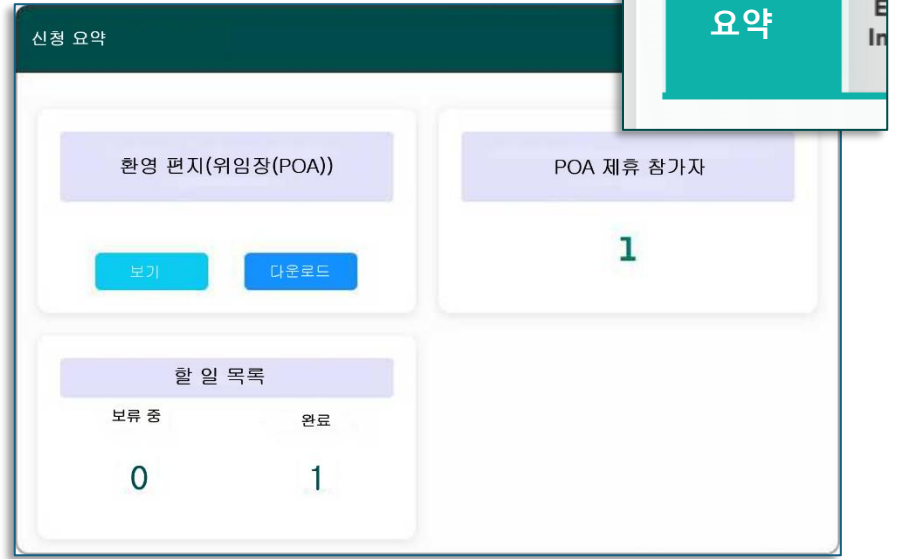 요약
신청 요약
환영 편지(위임장(POA))
POA 제휴 참가자
보기
다운로드
1
할 일 목록
보류 중
완료
0
1